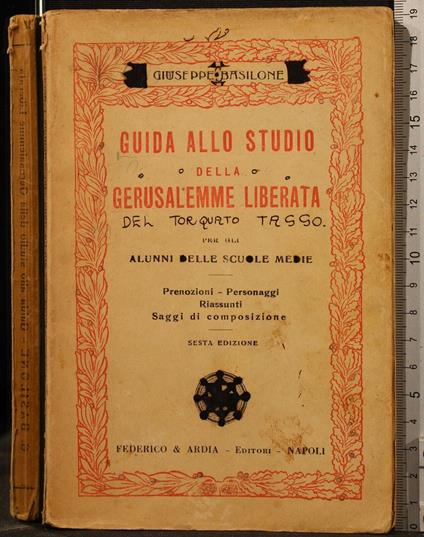 GIUSEPPE BASILONE
GUIDA ALLO STUDIO
DELLA
GERUSALEMME LIBERATA
DEL TORQUATO TASSO.
PER GLI
ALUNNI DELLE SCUOLE MEDIE
Prenozioni - Personaggi
Riassunti
Saggi di composizione
SESTA EDIZIONE
FEDERICO & ARDIA - Editori - NAPOLI